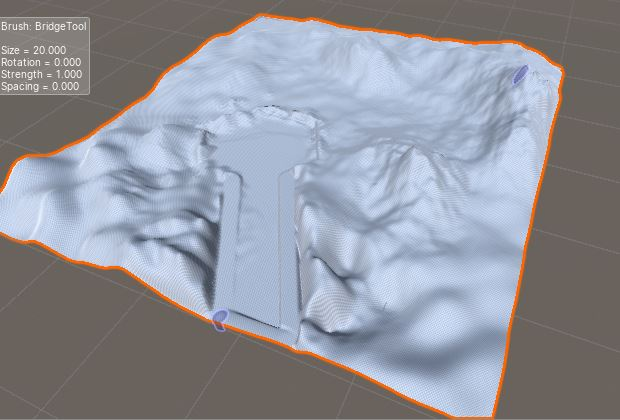 Brush: BridgeTool
Size = 20.000
Rotation = 0.000
Strength = 1.000
Spacing = 0.000